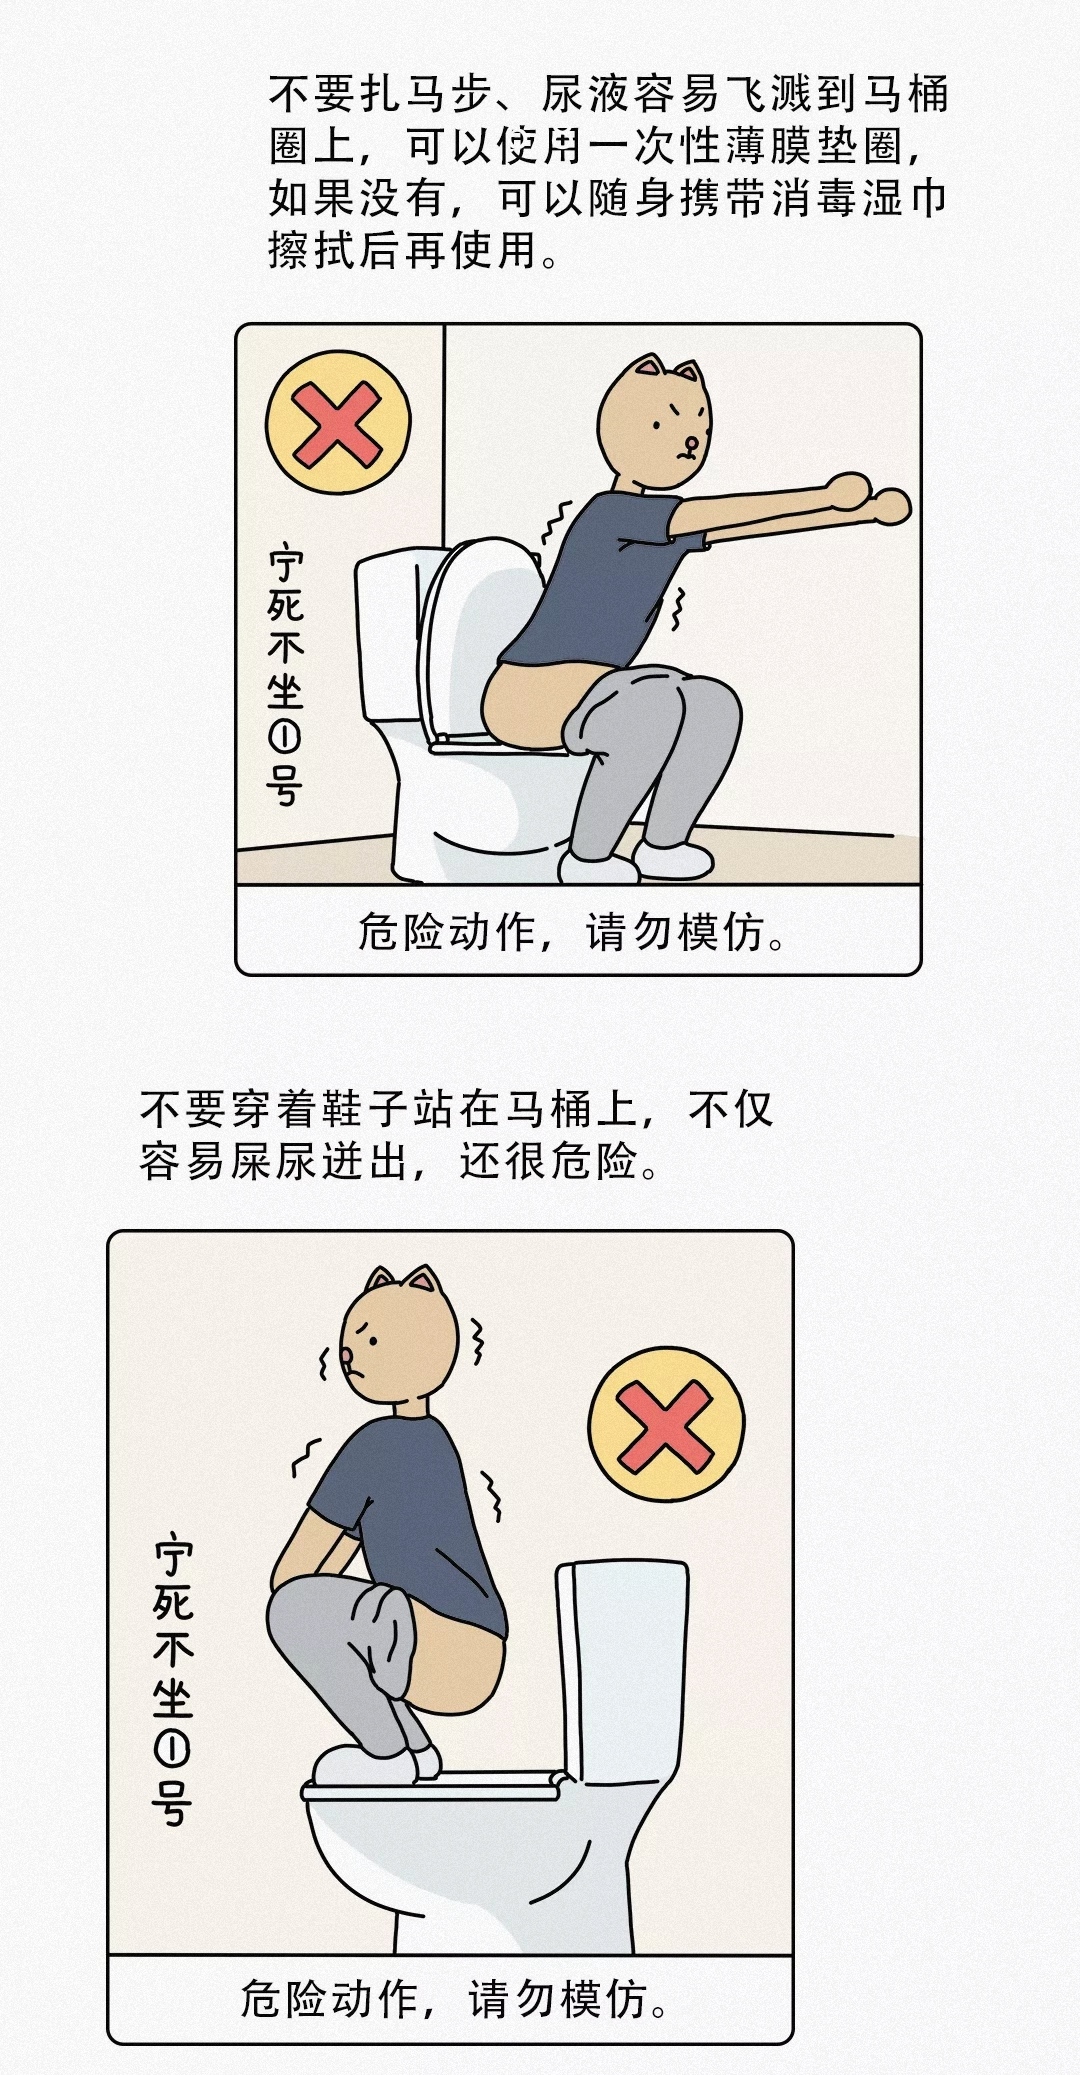 不要扎马步、尿液容易飞溅到马桶
圈上，可以使用一次性薄膜垫圈，
如果没有，可以随身携带消毒湿巾
擦拭后再使用。
宁死不坐①号
危险动作，请勿模仿。
不要穿着鞋子站在马桶上，不仅
容易屎尿迸出，还很危险。
宁死不坐①号
危险动作，请勿模仿。